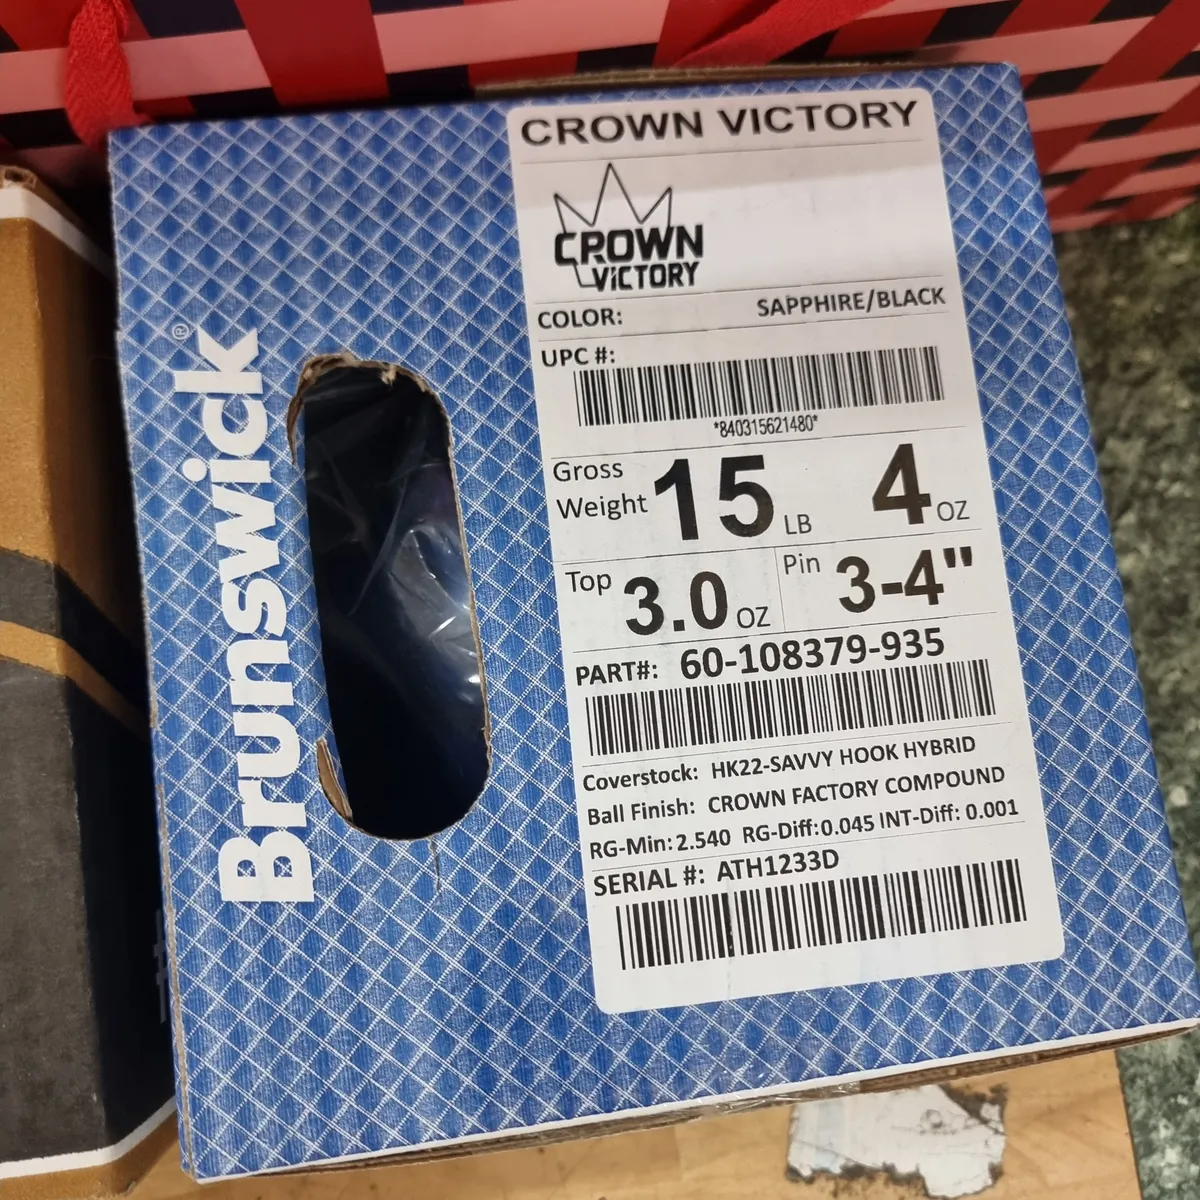 Brunswick®
CROWN VICTORY
CROWN
VICTORY
COLOR: SAPPHIRE/BLACK
UPC #:
*840315621480*
Gross Weight 15 LB 4 OZ
Top 3.0 OZ Pin 3-4"
PART#: 60-108379-935
Coverstock: HK22-SAVVY HOOK HYBRID
Ball Finish: CROWN FACTORY COMPOUND
RG-Min: 2.540 RG-Diff:0.045 INT-Diff: 0.001
SERIAL #: ATH1233D